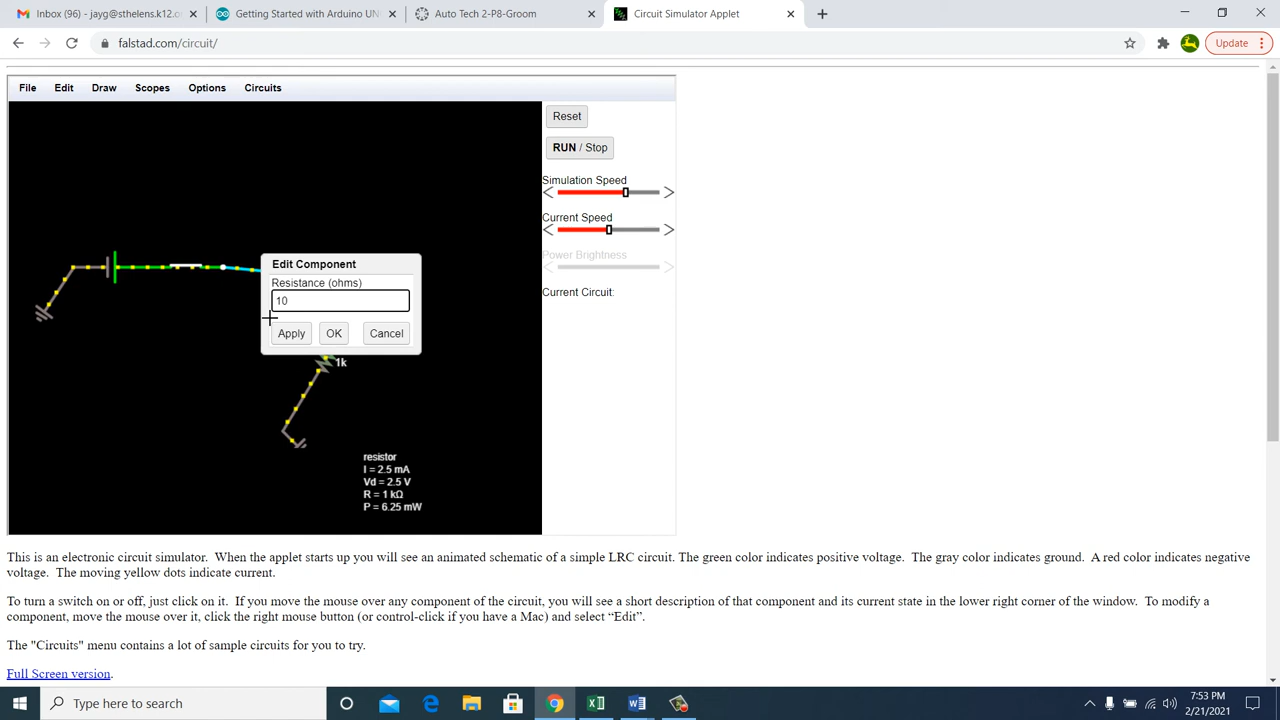 Inbox (96) - jayg@sthelens.k12.o
Getting Started with Arduino UN
Auto Tech 2-P8-Groom
Circuit Simulator Applet
falstad.com/circuit/
Update
File Edit Draw Scopes Options Circuits
Reset
RUN / Stop
Simulation Speed
Current Speed
Power Brightness
Current Circuit:
Edit Component
Resistance (ohms)
10
Apply OK Cancel
1k
resistor
I = 2.5 mA
Vd = 2.5 V
R = 1 kΩ
P = 6.25 mW
This is an electronic circuit simulator.  When the applet starts up you will see an animated schematic of a simple LRC circuit. The green color indicates positive voltage.  The gray color indicates ground.  A red color indicates negative
voltage.  The moving yellow dots indicate current.
To turn a switch on or off, just click on it.  If you move the mouse over any component of the circuit, you will see a short description of that component and its current state in the lower right corner of the window.  To modify a
component, move the mouse over it, click the right mouse button (or control-click if you have a Mac) and select “Edit”.
The "Circuits" menu contains a lot of sample circuits for you to try.
Full Screen version.
Type here to search
7:53 PM
2/21/2021